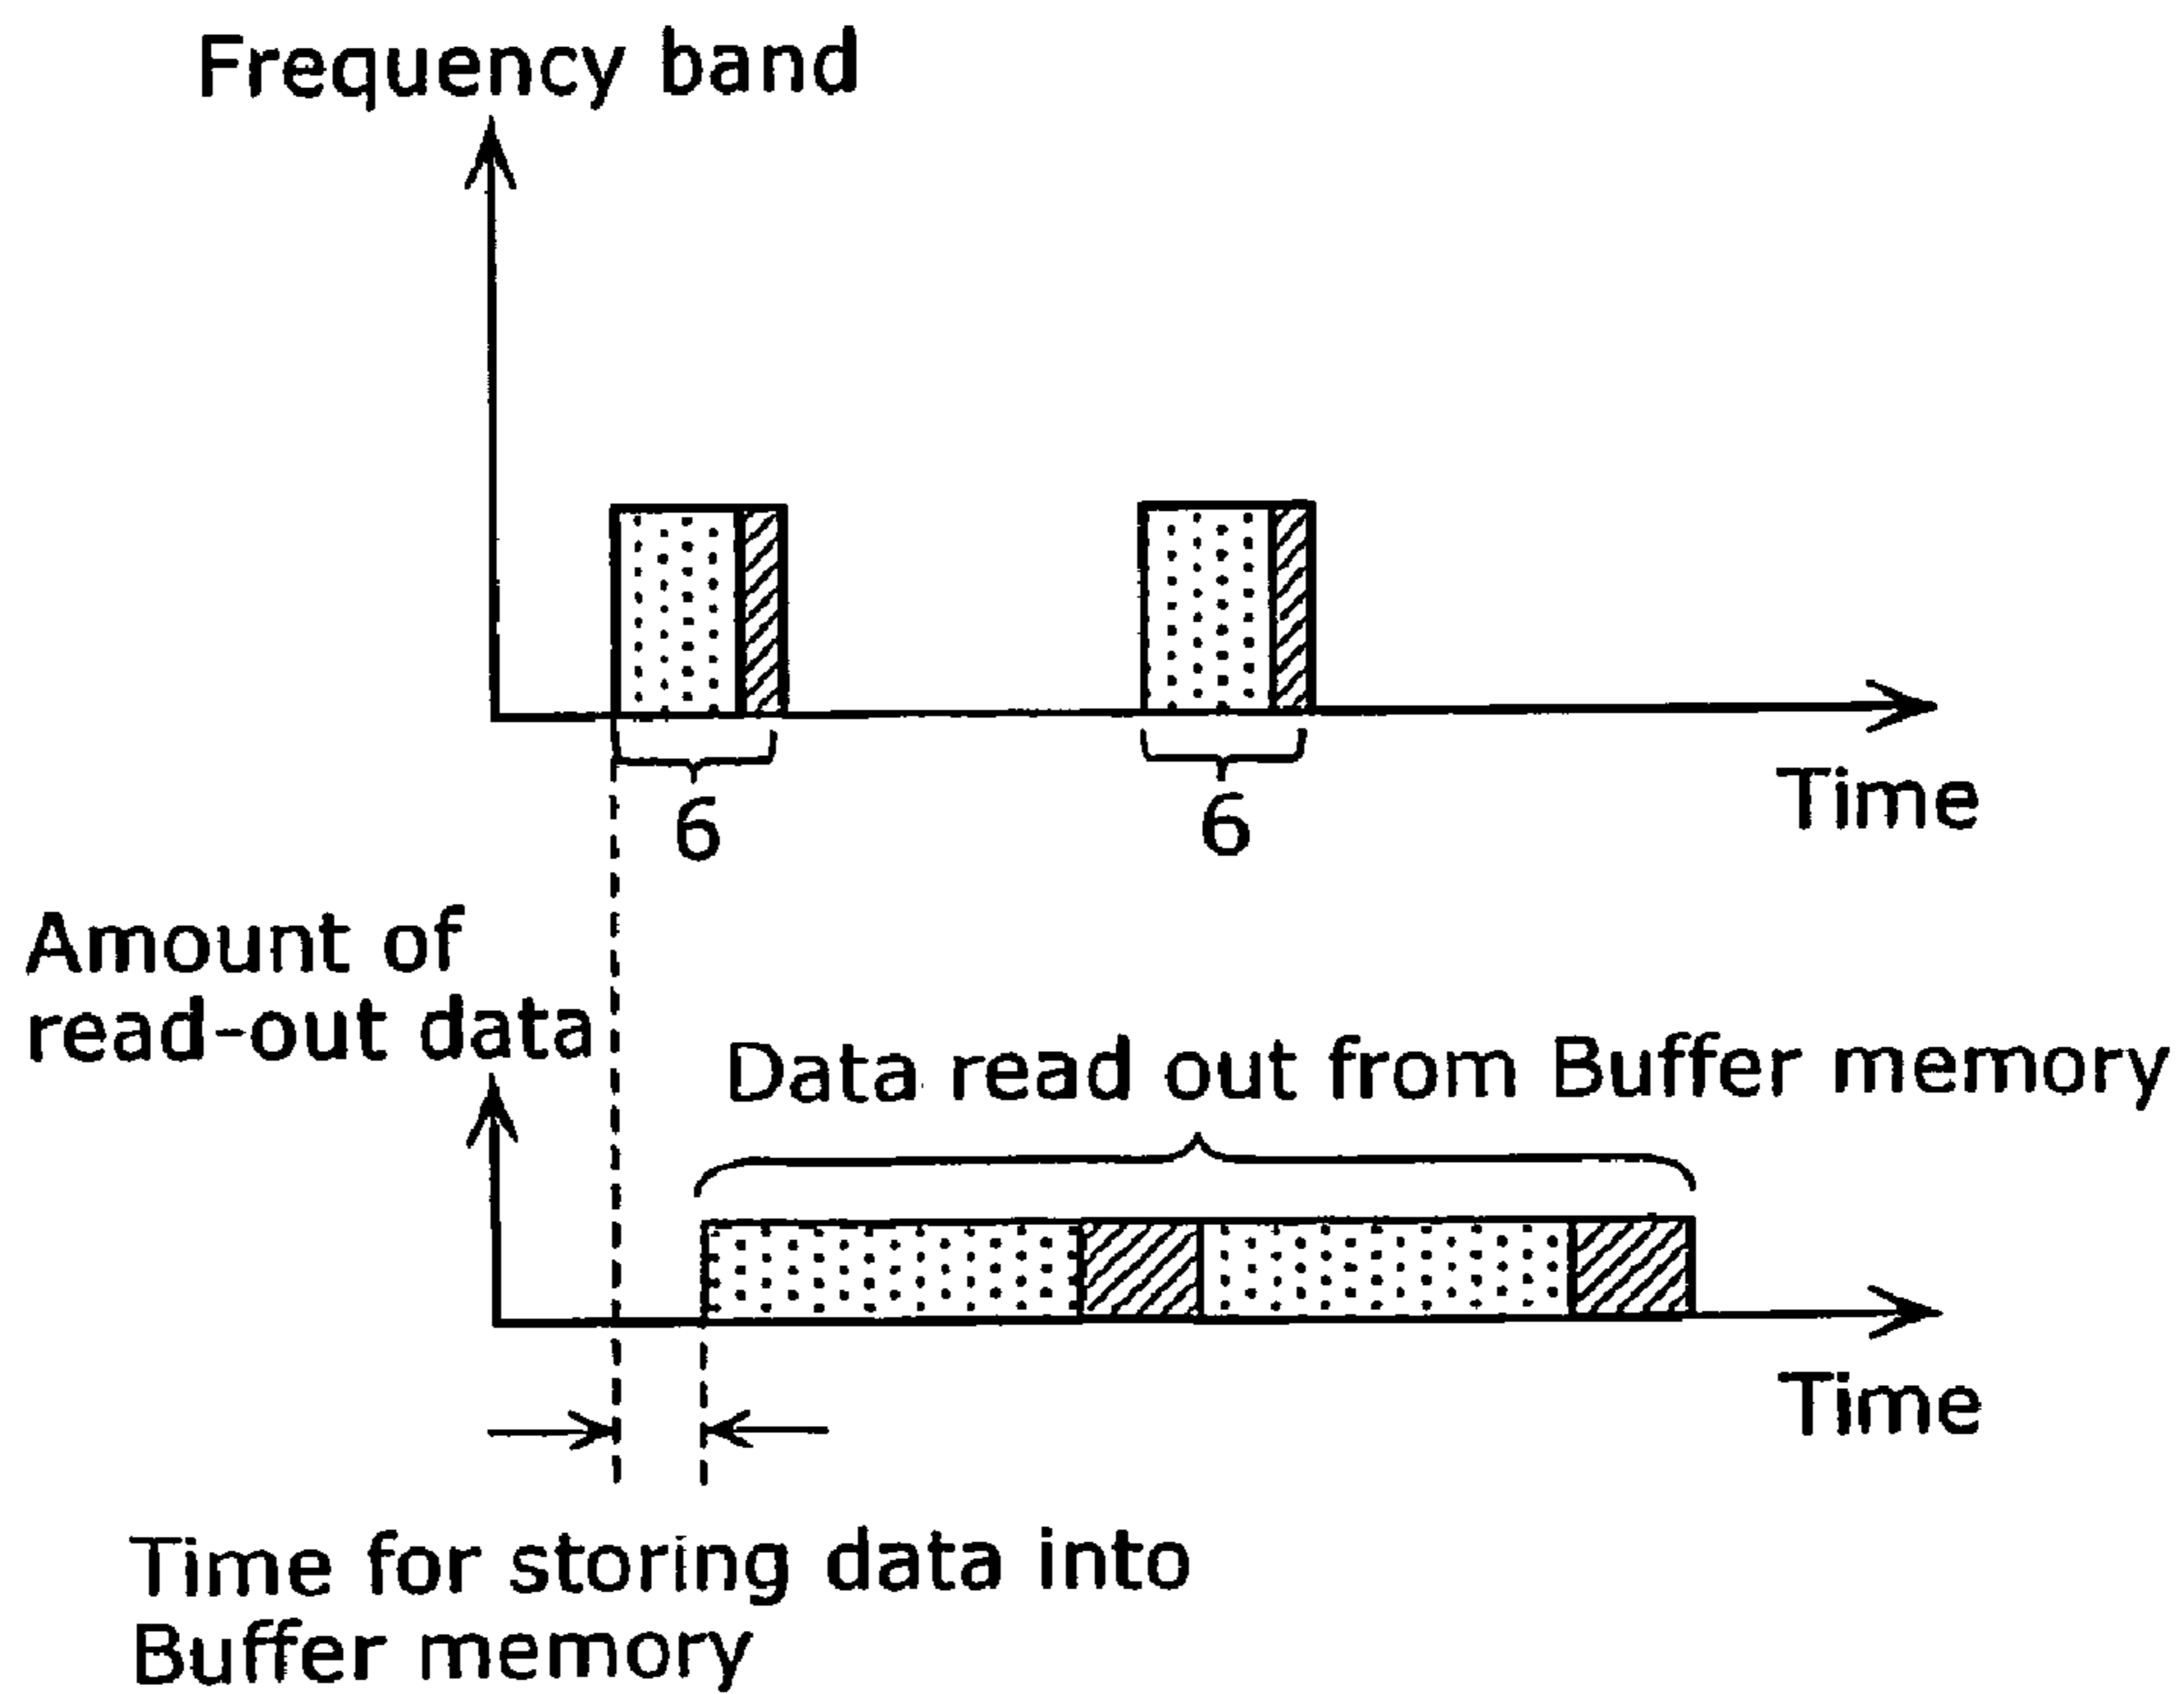 Frequency band
6 6
Time
Amount of
read-out data
Data read out from Buffer memory
Time
Time for storing data into
Buffer memory